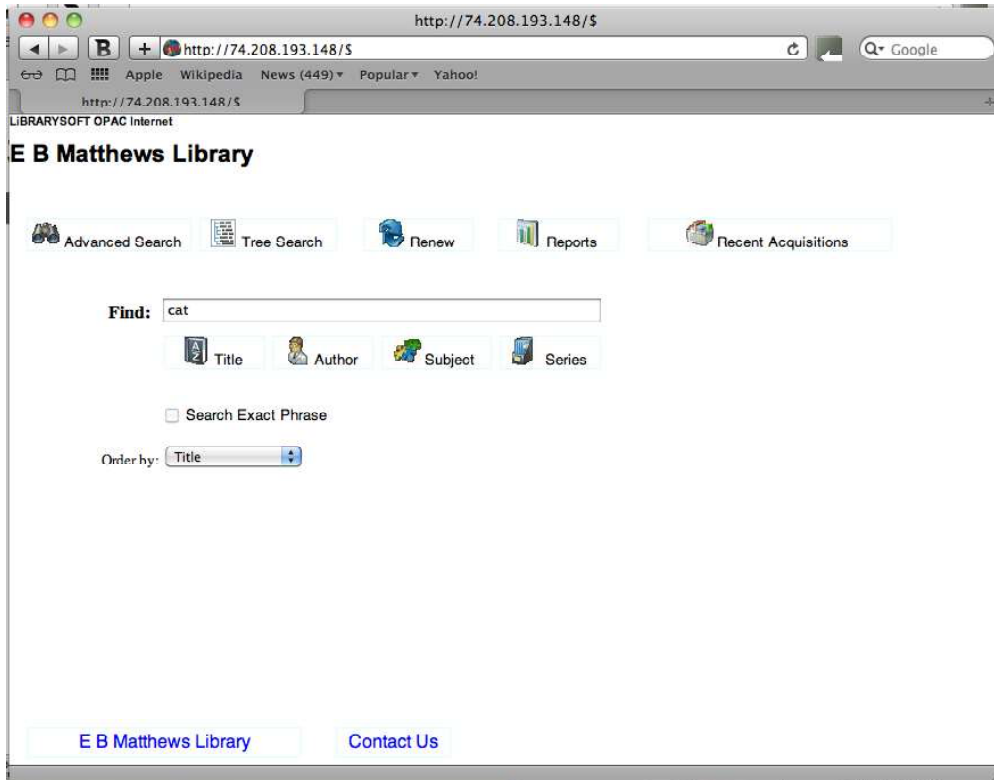 http://74.208.193.148/$
B + http://74.208.193.148/$ Q Google
Apple Wikipedia News (449) Popular Yahoo!
http://74.208.193.148/$
LiBRARYSOFT OPAC Internet
E B Matthews Library
Advanced Search Tree Search Renew Reports Recent Acquisitions
Find: cat
Title Author Subject Series
Search Exact Phrase
Order by: Title
E B Matthews Library Contact Us